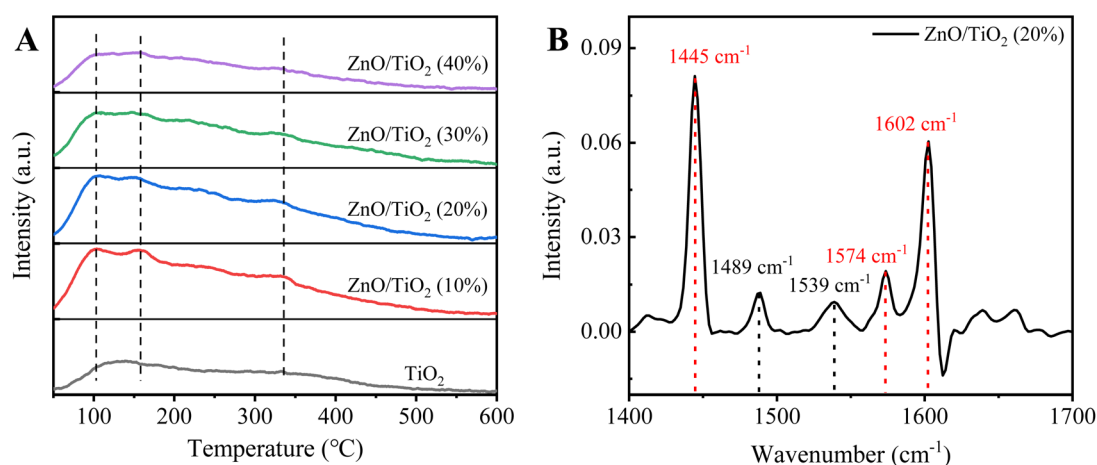 A
ZnO/TiO₂ (40%)
ZnO/TiO₂ (30%)
ZnO/TiO₂ (20%)
ZnO/TiO₂ (10%)
TiO₂
Intensity (a.u.)
100 200 300 400 500 600
Temperature (℃)
B
ZnO/TiO₂ (20%)
1445 cm⁻¹
1602 cm⁻¹
1574 cm⁻¹
1489 cm⁻¹
1539 cm⁻¹
0.09
0.06
0.03
0.00
Intensity (a.u.)
1400 1500 1600 1700
Wavenumber (cm⁻¹)